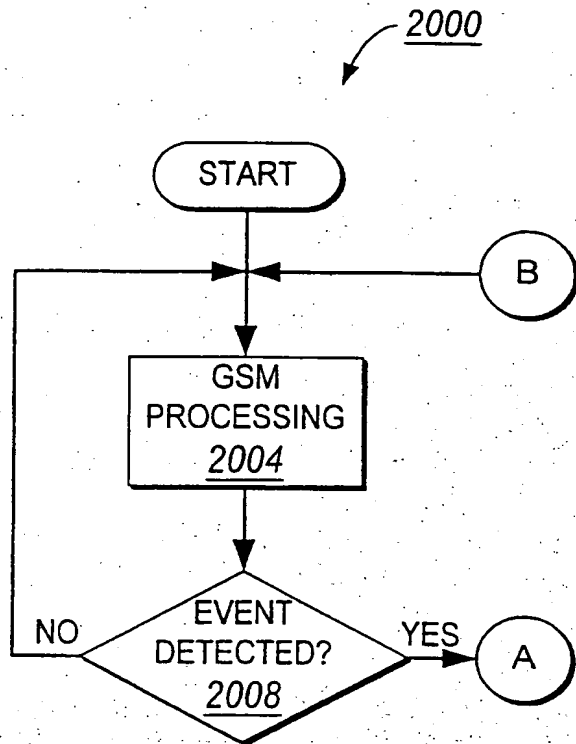 2000
START
B
GSM
PROCESSING
2004
EVENT
DETECTED?
2008
NO
YES
A